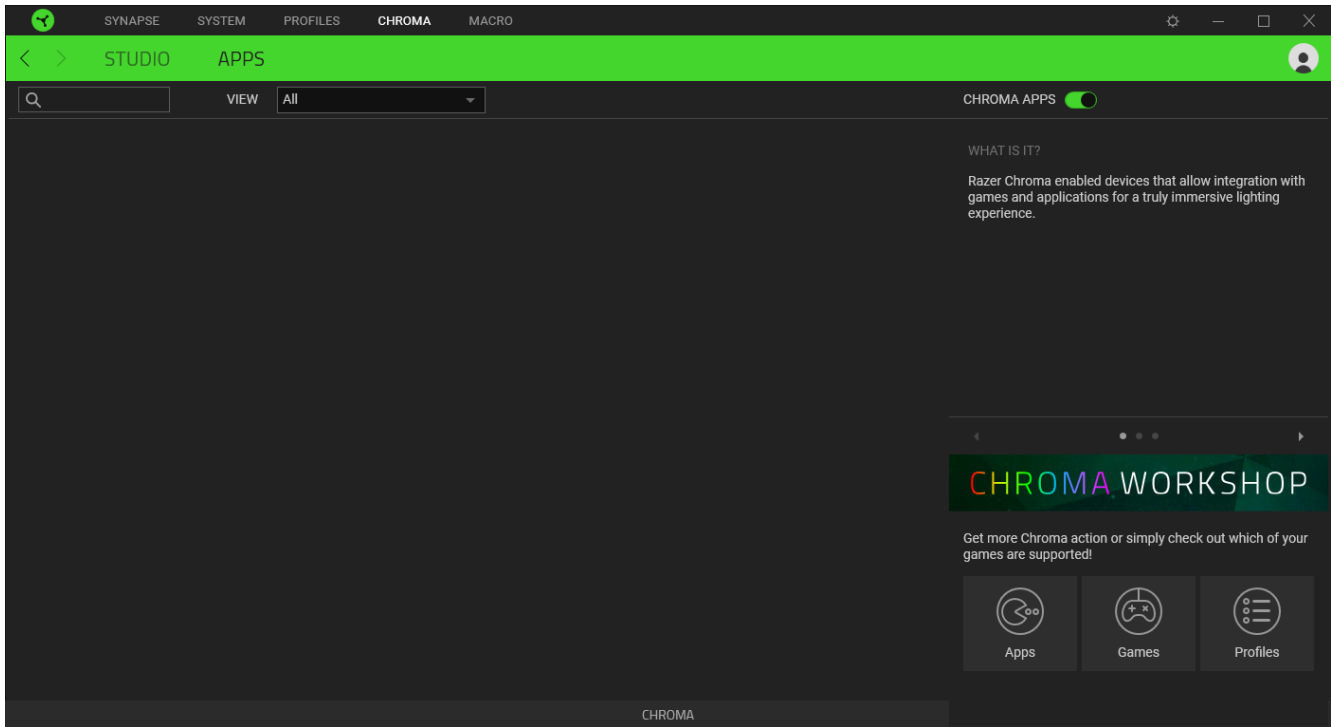 SYNAPSE SYSTEM PROFILES CHROMA MACRO
STUDIO APPS
VIEW All
CHROMA APPS
WHAT IS IT?
Razer Chroma enabled devices that allow integration with
games and applications for a truly immersive lighting
experience.
CHROMA WORKSHOP
Get more Chroma action or simply check out which of your
games are supported!
Apps Games Profiles
CHROMA